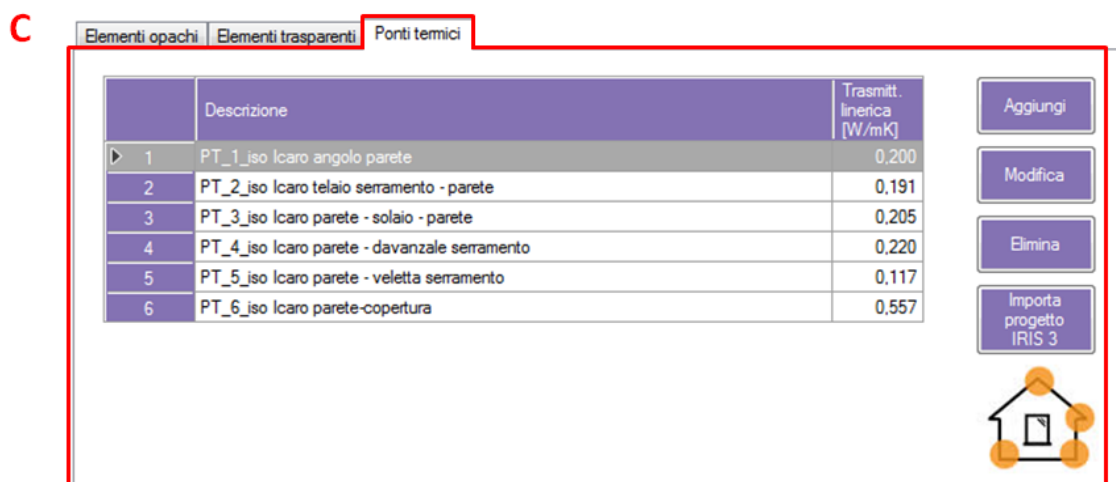 C
Elementi opachi Elementi trasparenti Ponti termici
Descrizione
Trasmitt.
linerica
[W/mK]
1 PT_1_iso Icaro angolo parete 0,200
2 PT_2_iso Icaro telaio serramento - parete 0,191
3 PT_3_iso Icaro parete - solaio - parete 0,205
4 PT_4_iso Icaro parete - davanzale serramento 0,220
5 PT_5_iso Icaro parete - veletta serramento 0,117
6 PT_6_iso Icaro parete-copertura 0,557
Aggiungi
Modifica
Elimina
Importa
progetto
IRIS 3